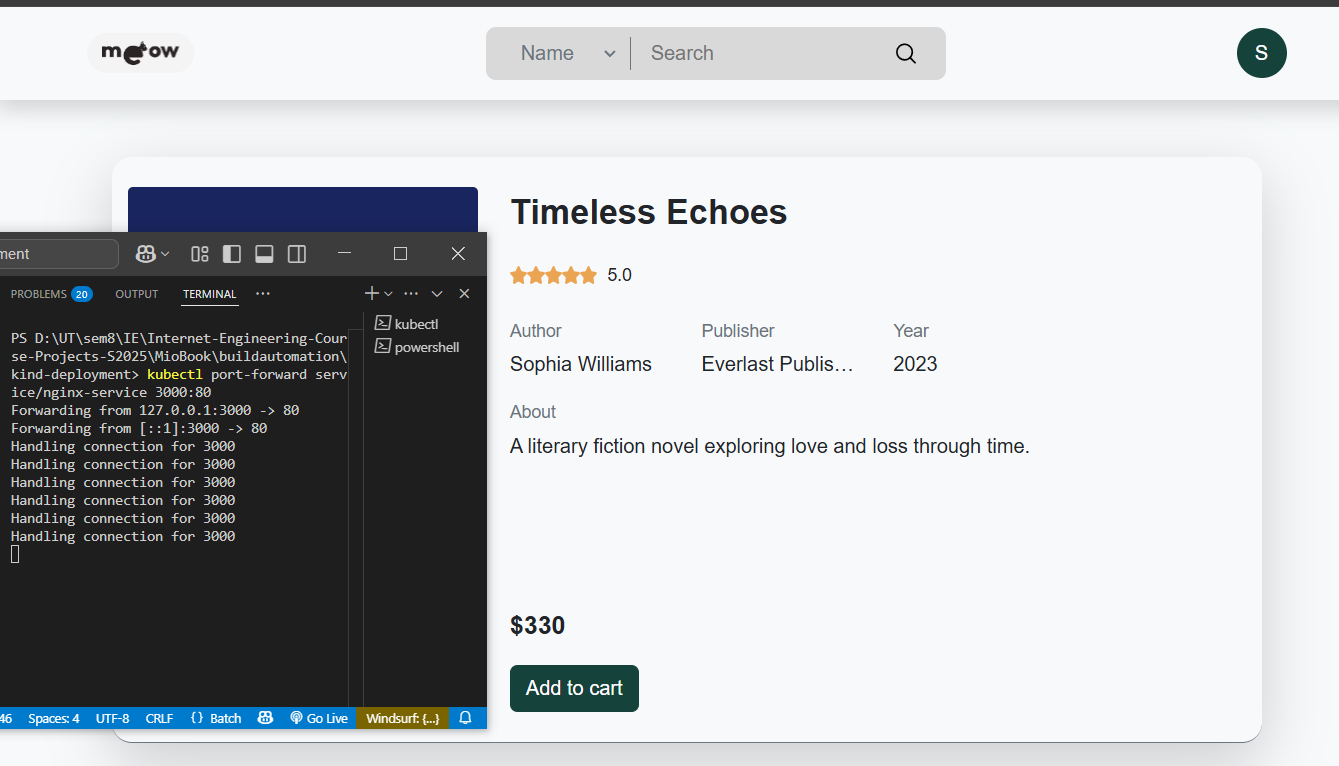 meow
Name
Search
S
Timeless Echoes
5.0
Author
Publisher
Year
Sophia Williams
Everlast Publis…
2023
About
A literary fiction novel exploring love and loss through time.
$330
Add to cart
ment
PROBLEMS 20 OUTPUT TERMINAL ···
kubectl
powershell
PS D:\UT\sem8\IE\Internet-Engineering-Cour
se-Projects-S2025\MioBook\buildautomation\
kind-deployment> kubectl port-forward serv
ice/nginx-service 3000:80
Forwarding from 127.0.0.1:3000 -> 80
Forwarding from [::1]:3000 -> 80
Handling connection for 3000
Handling connection for 3000
Handling connection for 3000
Handling connection for 3000
Handling connection for 3000
Handling connection for 3000
46 Spaces: 4 UTF-8 CRLF {} Batch Go Live Windsurf: {...}